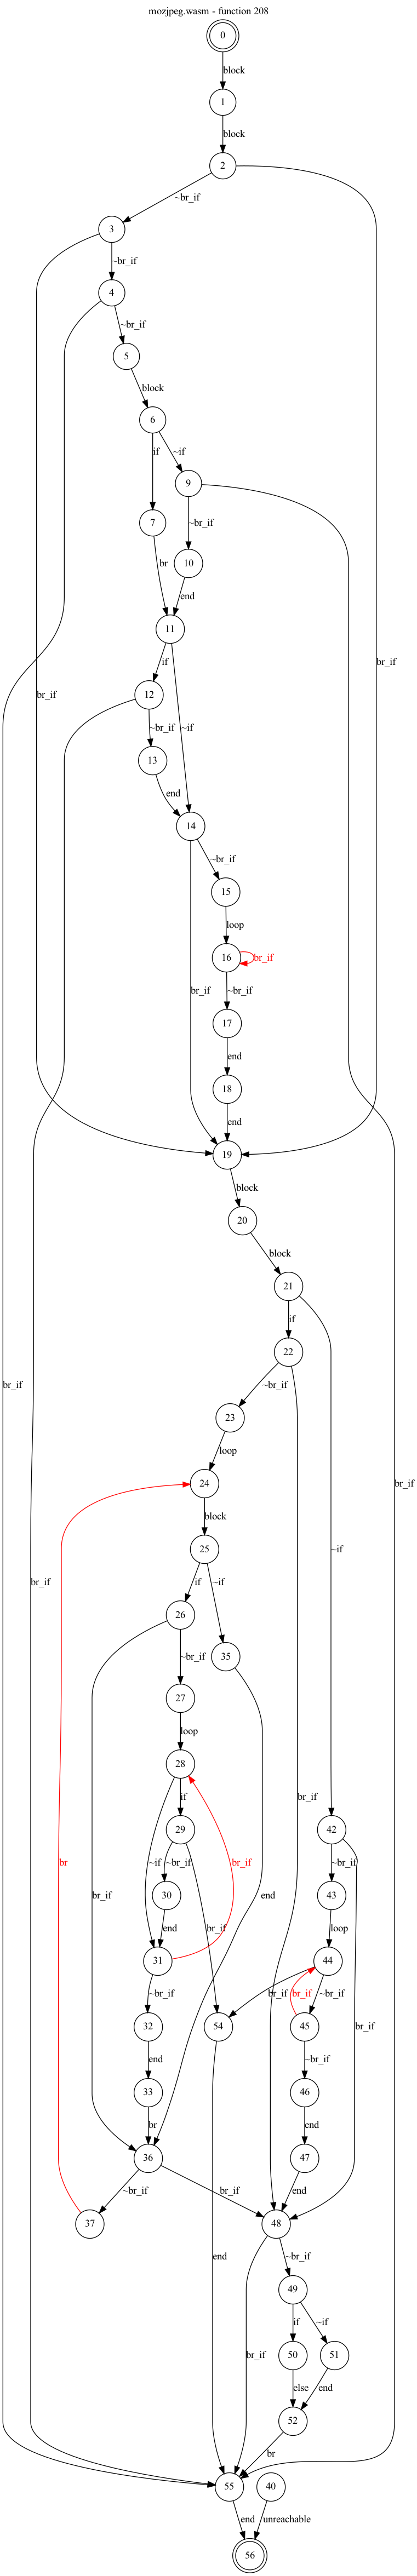 mozjpeg.wasm - function 208
0
block
1
block
2
~br_if
3
~br_if
4
~br_if
5
block
6
if
~if
9
7
~br_if
br
10
end
11
if
br_if
br_if
12
~br_if
~if
13
end
14
~br_if
15
loop
br_if
16
br_if
~br_if
17
end
18
end
19
block
20
block
21
br_if
if
br_if
22
~br_if
23
loop
24
block
~if
br_if
25
if
~if
26
35
~br_if
27
loop
28
if
br_if
29
42
~if
~br_if
br
br_if
~br_if
br_if
end
30
43
br_if
end
loop
31
44
br_if
br_if
~br_if
br_if
~br_if
32
54
45
end
~br_if
33
46
br
end
36
47
~br_if
br_if
end
37
48
end
~br_if
49
br_if
if
~if
50
51
else
end
52
br
55
40
end
unreachable
56